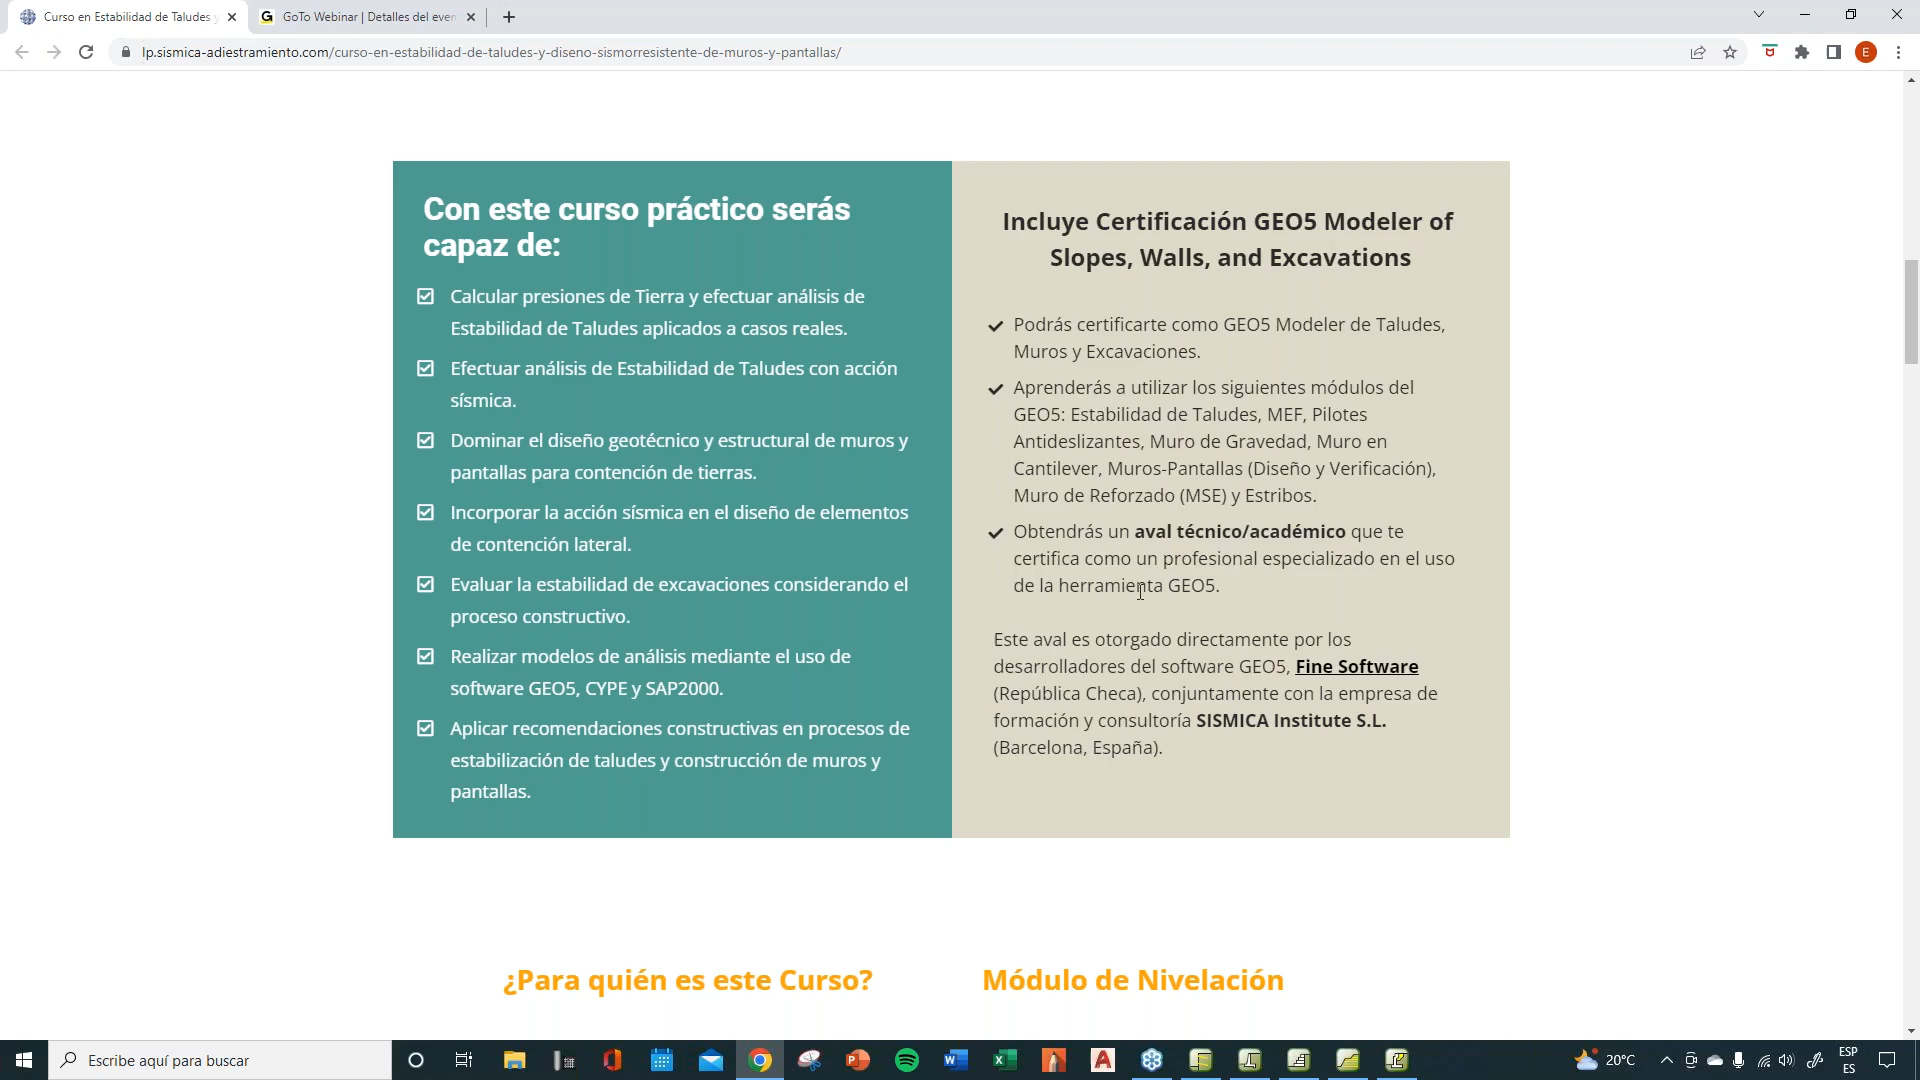 Curso en Estabilidad de Taludes y
GoTo Webinar | Detalles del even
lp.sismica-adiestramiento.com/curso-en-estabilidad-de-taludes-y-diseno-sismorresistente-de-muros-y-pantallas/
E
Con este curso práctico serás
capaz de:
Calcular presiones de Tierra y efectuar análisis de
Estabilidad de Taludes aplicados a casos reales.
Efectuar análisis de Estabilidad de Taludes con acción
sísmica.
Dominar el diseño geotécnico y estructural de muros y
pantallas para contención de tierras.
Incorporar la acción sísmica en el diseño de elementos
de contención lateral.
Evaluar la estabilidad de excavaciones considerando el
proceso constructivo.
Realizar modelos de análisis mediante el uso de
software GEO5, CYPE y SAP2000.
Aplicar recomendaciones constructivas en procesos de
estabilización de taludes y construcción de muros y
pantallas.
Incluye Certificación GEO5 Modeler of
Slopes, Walls, and Excavations
Podrás certificarte como GEO5 Modeler de Taludes,
Muros y Excavaciones.
Aprenderás a utilizar los siguientes módulos del
GEO5: Estabilidad de Taludes, MEF, Pilotes
Antideslizantes, Muro de Gravedad, Muro en
Cantilever, Muros-Pantallas (Diseño y Verificación),
Muro de Reforzado (MSE) y Estribos.
Obtendrás un aval técnico/académico que te
certifica como un profesional especializado en el uso
de la herramienta GEO5.
Este aval es otorgado directamente por los
desarrolladores del software GEO5, Fine Software
(República Checa), conjuntamente con la empresa de
formación y consultoría SISMICA Institute S.L.
(Barcelona, España).
¿Para quién es este Curso?
Módulo de Nivelación
Escribe aquí para buscar
20°C
ESP
ES